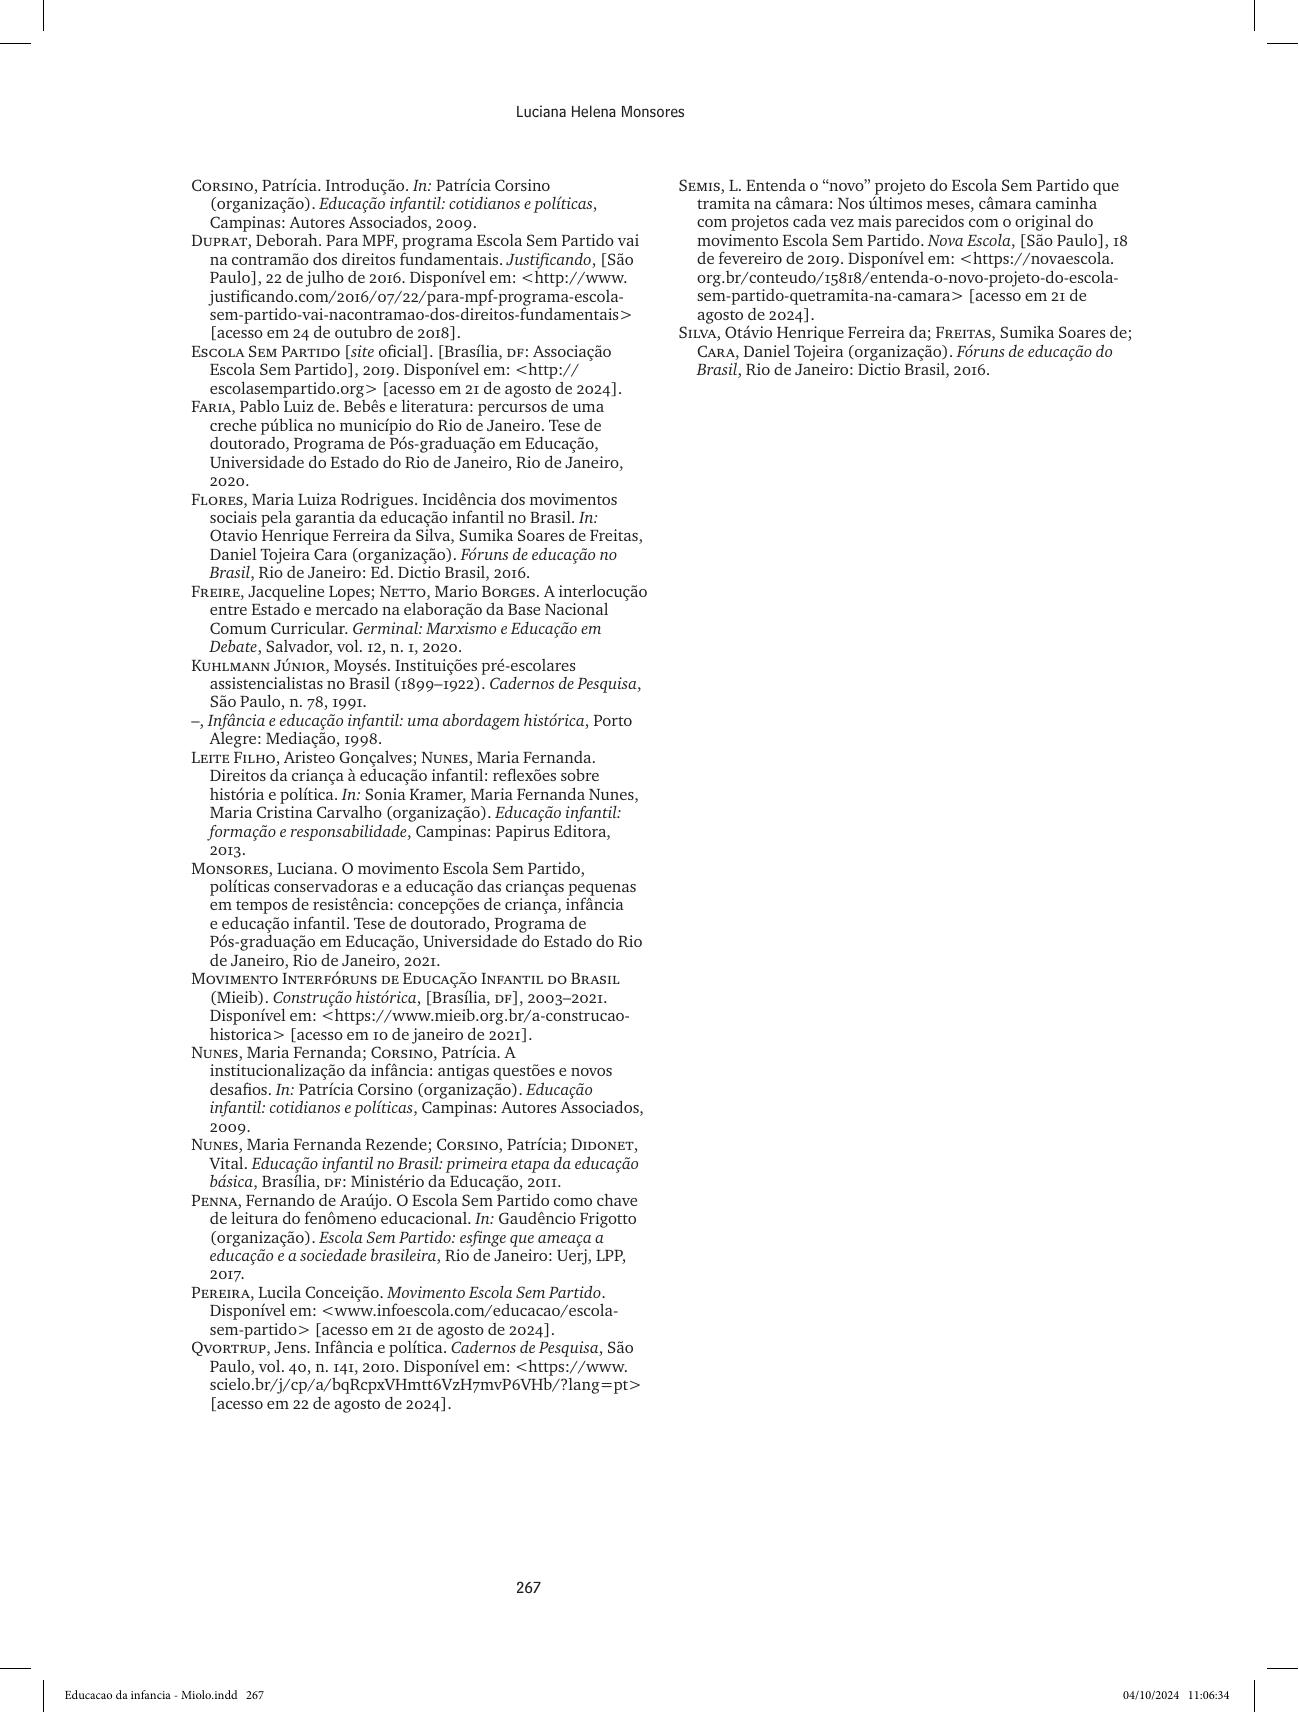 Luciana Helena Monsores
Corsino, Patrícia. Introdução. In: Patrícia Corsino
(organização). Educação infantil: cotidianos e políticas,
Campinas: Autores Associados, 2009.
Duprat, Deborah. Para MPF, programa Escola Sem Partido vai
na contramão dos direitos fundamentais. Justificando, [São
Paulo], 22 de julho de 2016. Disponível em: <http://www.
justificando.com/2016/07/22/para-mpf-programa-escola-
sem-partido-vai-nacontramao-dos-direitos-fundamentais>
[acesso em 24 de outubro de 2018].
Escola Sem Partido [site oficial]. [Brasília, DF: Associação
Escola Sem Partido], 2019. Disponível em: <http://
escolasempartido.org> [acesso em 21 de agosto de 2024].
Faria, Pablo Luiz de. Bebês e literatura: percursos de uma
creche pública no município do Rio de Janeiro. Tese de
doutorado, Programa de Pós-graduação em Educação,
Universidade do Estado do Rio de Janeiro, Rio de Janeiro,
2020.
Flores, Maria Luiza Rodrigues. Incidência dos movimentos
sociais pela garantia da educação infantil no Brasil. In:
Otavio Henrique Ferreira da Silva, Sumika Soares de Freitas,
Daniel Tojeira Cara (organização). Fóruns de educação no
Brasil, Rio de Janeiro: Ed. Dictio Brasil, 2016.
Freire, Jacqueline Lopes; Netto, Mario Borges. A interlocução
entre Estado e mercado na elaboração da Base Nacional
Comum Curricular. Germinal: Marxismo e Educação em
Debate, Salvador, vol. 12, n. 1, 2020.
Kuhlmann Júnior, Moysés. Instituições pré-escolares
assistencialistas no Brasil (1899–1922). Cadernos de Pesquisa,
São Paulo, n. 78, 1991.
–, Infância e educação infantil: uma abordagem histórica, Porto
Alegre: Mediação, 1998.
Leite Filho, Aristeo Gonçalves; Nunes, Maria Fernanda.
Direitos da criança à educação infantil: reflexões sobre
história e política. In: Sonia Kramer, Maria Fernanda Nunes,
Maria Cristina Carvalho (organização). Educação infantil:
formação e responsabilidade, Campinas: Papirus Editora,
2013.
Monsores, Luciana. O movimento Escola Sem Partido,
políticas conservadoras e a educação das crianças pequenas
em tempos de resistência: concepções de criança, infância
e educação infantil. Tese de doutorado, Programa de
Pós-graduação em Educação, Universidade do Estado do Rio
de Janeiro, Rio de Janeiro, 2021.
Movimento Interfóruns de Educação Infantil do Brasil
(Mieib). Construção histórica, [Brasília, DF], 2003–2021.
Disponível em: <https://www.mieib.org.br/a-construcao-
historica> [acesso em 10 de janeiro de 2021].
Nunes, Maria Fernanda; Corsino, Patrícia. A
institucionalização da infância: antigas questões e novos
desafios. In: Patrícia Corsino (organização). Educação
infantil: cotidianos e políticas, Campinas: Autores Associados,
2009.
Nunes, Maria Fernanda Rezende; Corsino, Patrícia; Didonet,
Vital. Educação infantil no Brasil: primeira etapa da educação
básica, Brasília, DF: Ministério da Educação, 2011.
Penna, Fernando de Araújo. O Escola Sem Partido como chave
de leitura do fenômeno educacional. In: Gaudêncio Frigotto
(organização). Escola Sem Partido: esfinge que ameaça a
educação e a sociedade brasileira, Rio de Janeiro: Uerj, LPP,
2017.
Pereira, Lucila Conceição. Movimento Escola Sem Partido.
Disponível em: <www.infoescola.com/educacao/escola-
sem-partido> [acesso em 21 de agosto de 2024].
Qvortrup, Jens. Infância e política. Cadernos de Pesquisa, São
Paulo, vol. 40, n. 141, 2010. Disponível em: <https://www.
scielo.br/j/cp/a/bqRcpxVHmtt6VzH7mvP6VHb/?lang=pt>
[acesso em 22 de agosto de 2024].
Semis, L. Entenda o “novo” projeto do Escola Sem Partido que
tramita na câmara: Nos últimos meses, câmara caminha
com projetos cada vez mais parecidos com o original do
movimento Escola Sem Partido. Nova Escola, [São Paulo], 18
de fevereiro de 2019. Disponível em: <https://novaescola.
org.br/conteudo/15818/entenda-o-novo-projeto-do-escola-
sem-partido-quetramita-na-camara> [acesso em 21 de
agosto de 2024].
Silva, Otávio Henrique Ferreira da; Freitas, Sumika Soares de;
Cara, Daniel Tojeira (organização). Fóruns de educação do
Brasil, Rio de Janeiro: Dictio Brasil, 2016.
267
Educacao da infancia - Miolo.indd 267
04/10/2024 11:06:34